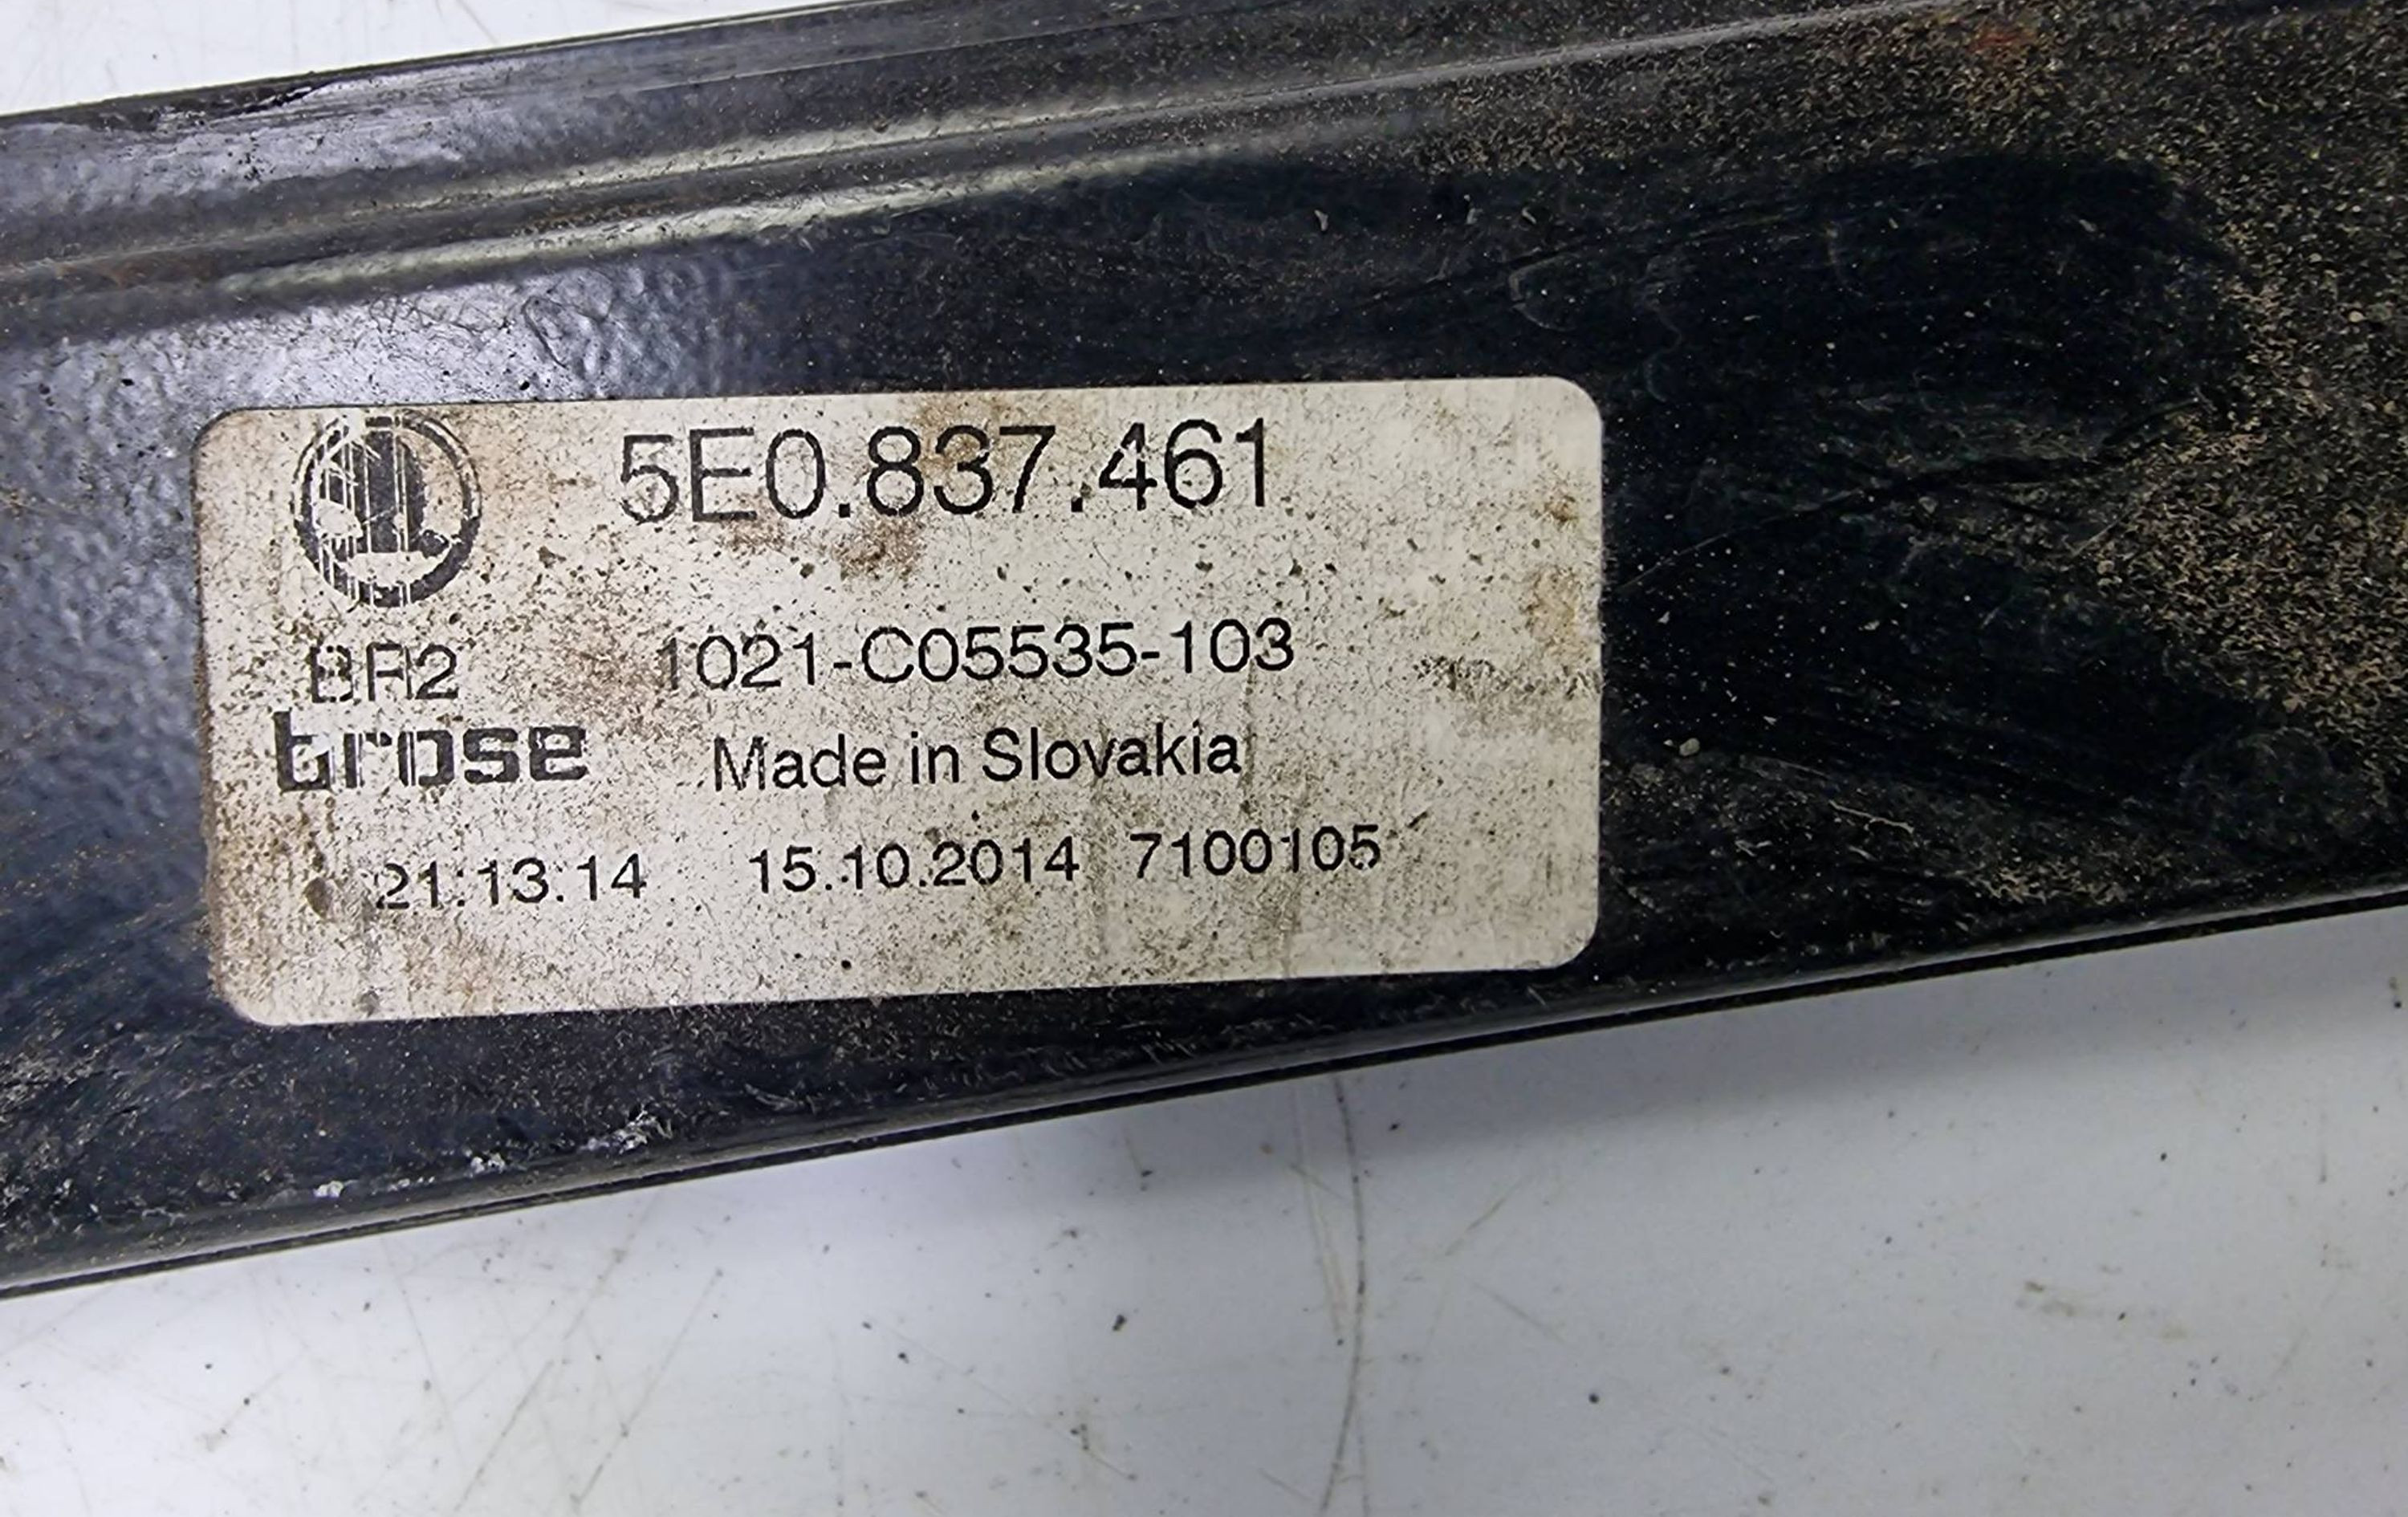 5E0.837.461
BR2 1021-C05535-103
brose Made in Slovakia
21:13:14 15.10.2014 7100105